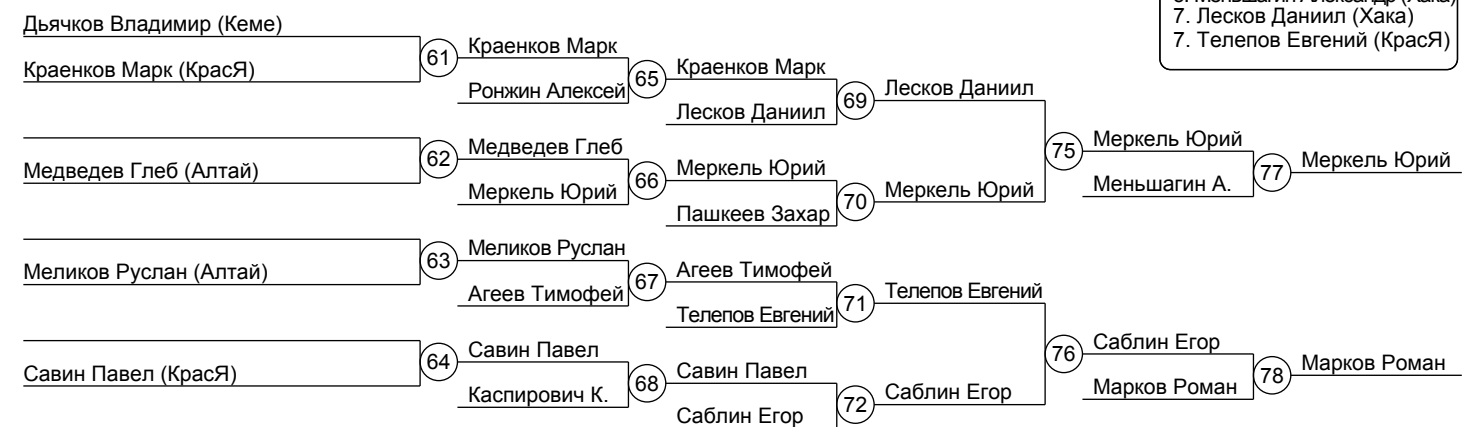 5. Меньшагин Александр (Хака)
7. Лесков Даниил (Хака)
7. Телепов Евгений (КрасЯ)
Дьячков Владимир (Кеме)
Краенков Марк (КрасЯ)
61
Краенков Марк
Ронжин Алексей
65
Краенков Марк
Лесков Даниил
69
Лесков Даниил
Медведев Глеб (Алтай)
62
Медведев Глеб
Меркель Юрий
66
Меркель Юрий
Пашкеев Захар
70
Меркель Юрий
75
Меркель Юрий
Меньшагин А.
77
Меркель Юрий
Меликов Руслан (Алтай)
63
Меликов Руслан
Агеев Тимофей
67
Агеев Тимофей
Телепов Евгений
71
Телепов Евгений
Савин Павел (КрасЯ)
64
Савин Павел
Каспирович К.
68
Савин Павел
Саблин Егор
72
Саблин Егор
76
Саблин Егор
Марков Роман
78
Марков Роман